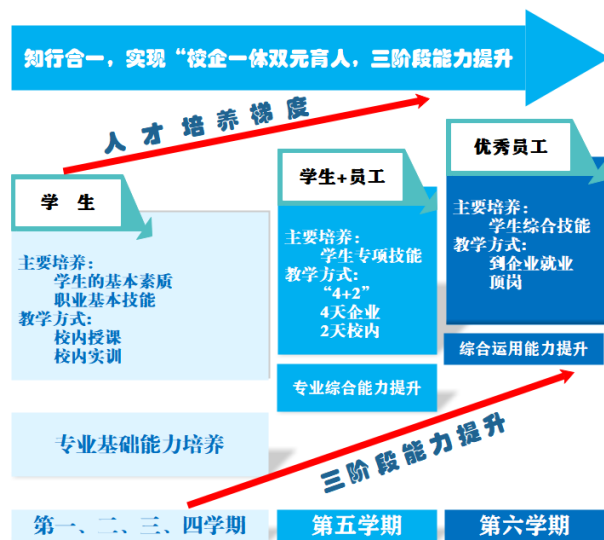 知行合一，实现“校企一体双元育人，三阶段能力提升
人才培养梯度
学 生
主要培养：
学生的基本素质
职业基本技能
教学方式：
校内授课
校内实训
专业基础能力培养
第一、二、三、四学期
学生+员工
主要培养：
学生专项技能
教学方式：
“4+2”
4天企业
2天校内
专业综合能力提升
第五学期
优秀员工
主要培养：
学生综合技能
教学方式：
到企业就业
顶岗
综合运用能力提升
第六学期
三阶段能力提升